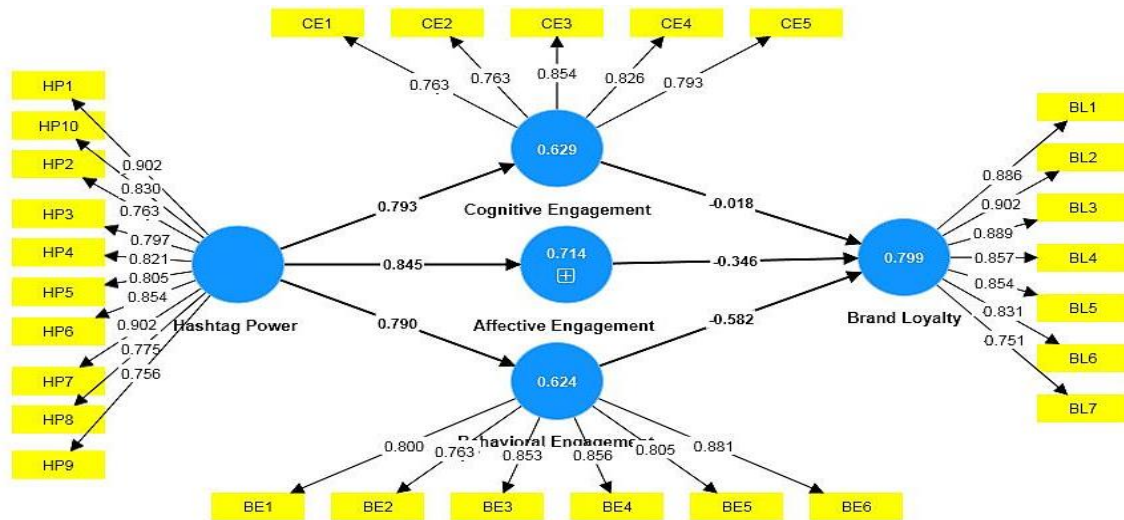 CE1 CE2 CE3 CE4 CE5
0.763 0.763 0.854 0.826 0.793
HP1
HP10
HP2
HP3
HP4
HP5
HP6
HP7
HP8
HP9
0.902
0.830
0.763
0.797
0.821
0.805
0.854
0.902
0.775
0.756
Hashtag Power
0.793
0.845
0.790
0.629
Cognitive Engagement
0.714
Affective Engagement
0.624
Behavioral Engagement
-0.018
-0.346
-0.582
0.799
Brand Loyalty
0.886
0.902
0.889
0.857
0.854
0.831
0.751
BL1
BL2
BL3
BL4
BL5
BL6
BL7
0.800 0.763 0.853 0.856 0.805 0.881
BE1 BE2 BE3 BE4 BE5 BE6